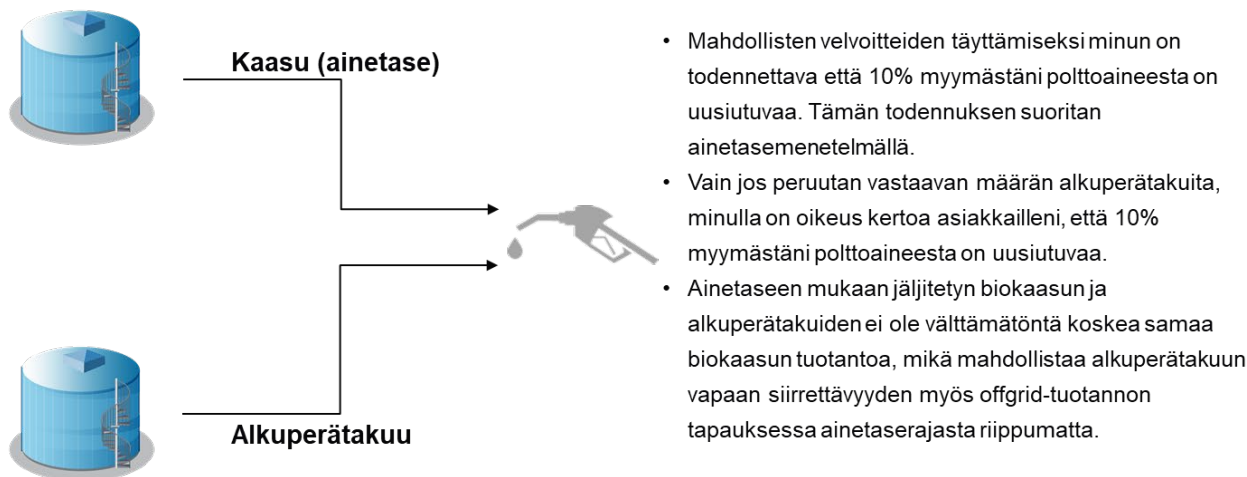 Kaasu (ainetase)
Alkuperätakuu
• Mahdollisten velvoitteiden täyttämiseksi minun on
todennettava että 10% myymästäni polttoaineesta on
uusiutuvaa. Tämän todennuksen suoritan
ainetasemenetelmällä.
• Vain jos peruutan vastaavan määrän alkuperätakuita,
minulla on oikeus kertoa asiakkailleni, että 10%
myymästäni polttoaineesta on uusiutuvaa.
• Ainetaseen mukaan jäljitetyn biokaasun ja
alkuperätakuiden ei ole välttämätöntä koskea samaa
biokaasun tuotantoa, mikä mahdollistaa alkuperätakuun
vapaan siirrettävyyden myös offgrid-tuotannon
tapauksessa ainetaserajasta riippumatta.